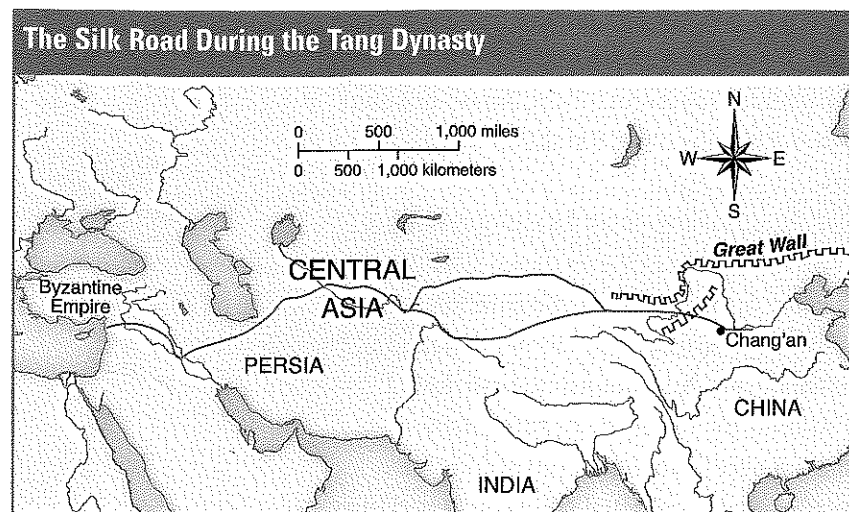 The Silk Road During the Tang Dynasty
N
0 500 1,000 miles
W E
0 500 1,000 kilometers
S
Great Wall
CENTRAL
Byzantine
Empire
ASIA
Chang'an
PERSIA
CHINA
INDIA